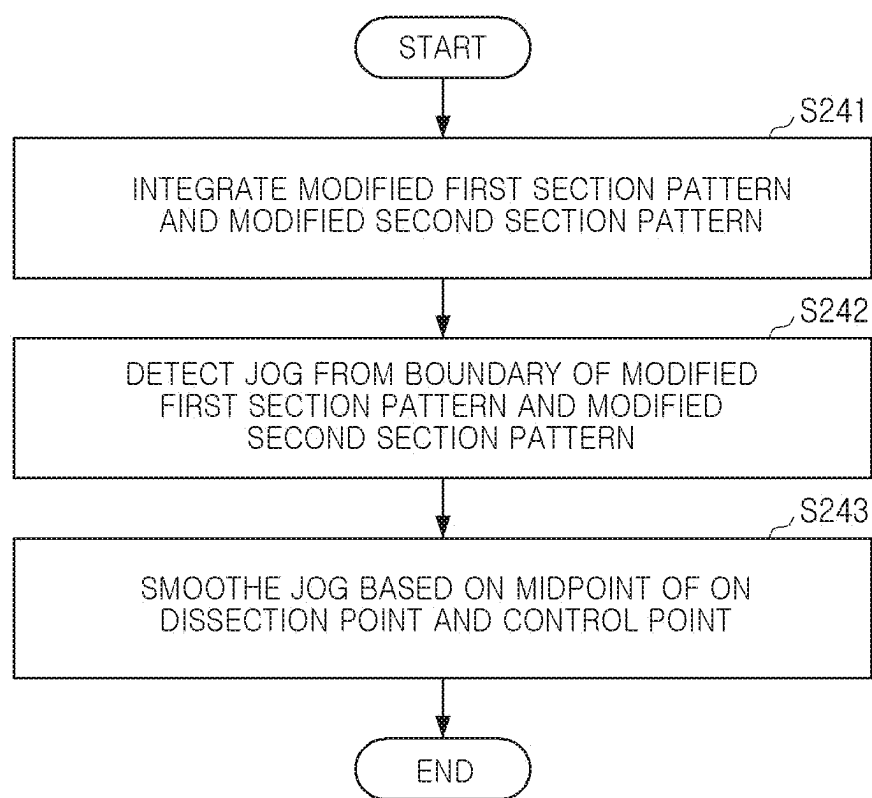 START
S241
INTEGRATE MODIFIED FIRST SECTION PATTERN
AND MODIFIED SECOND SECTION PATTERN
S242
DETECT JOG FROM BOUNDARY OF MODIFIED
FIRST SECTION PATTERN AND MODIFIED
SECOND SECTION PATTERN
S243
SMOOTHE JOG BASED ON MIDPOINT OF ON
DISSECTION POINT AND CONTROL POINT
END